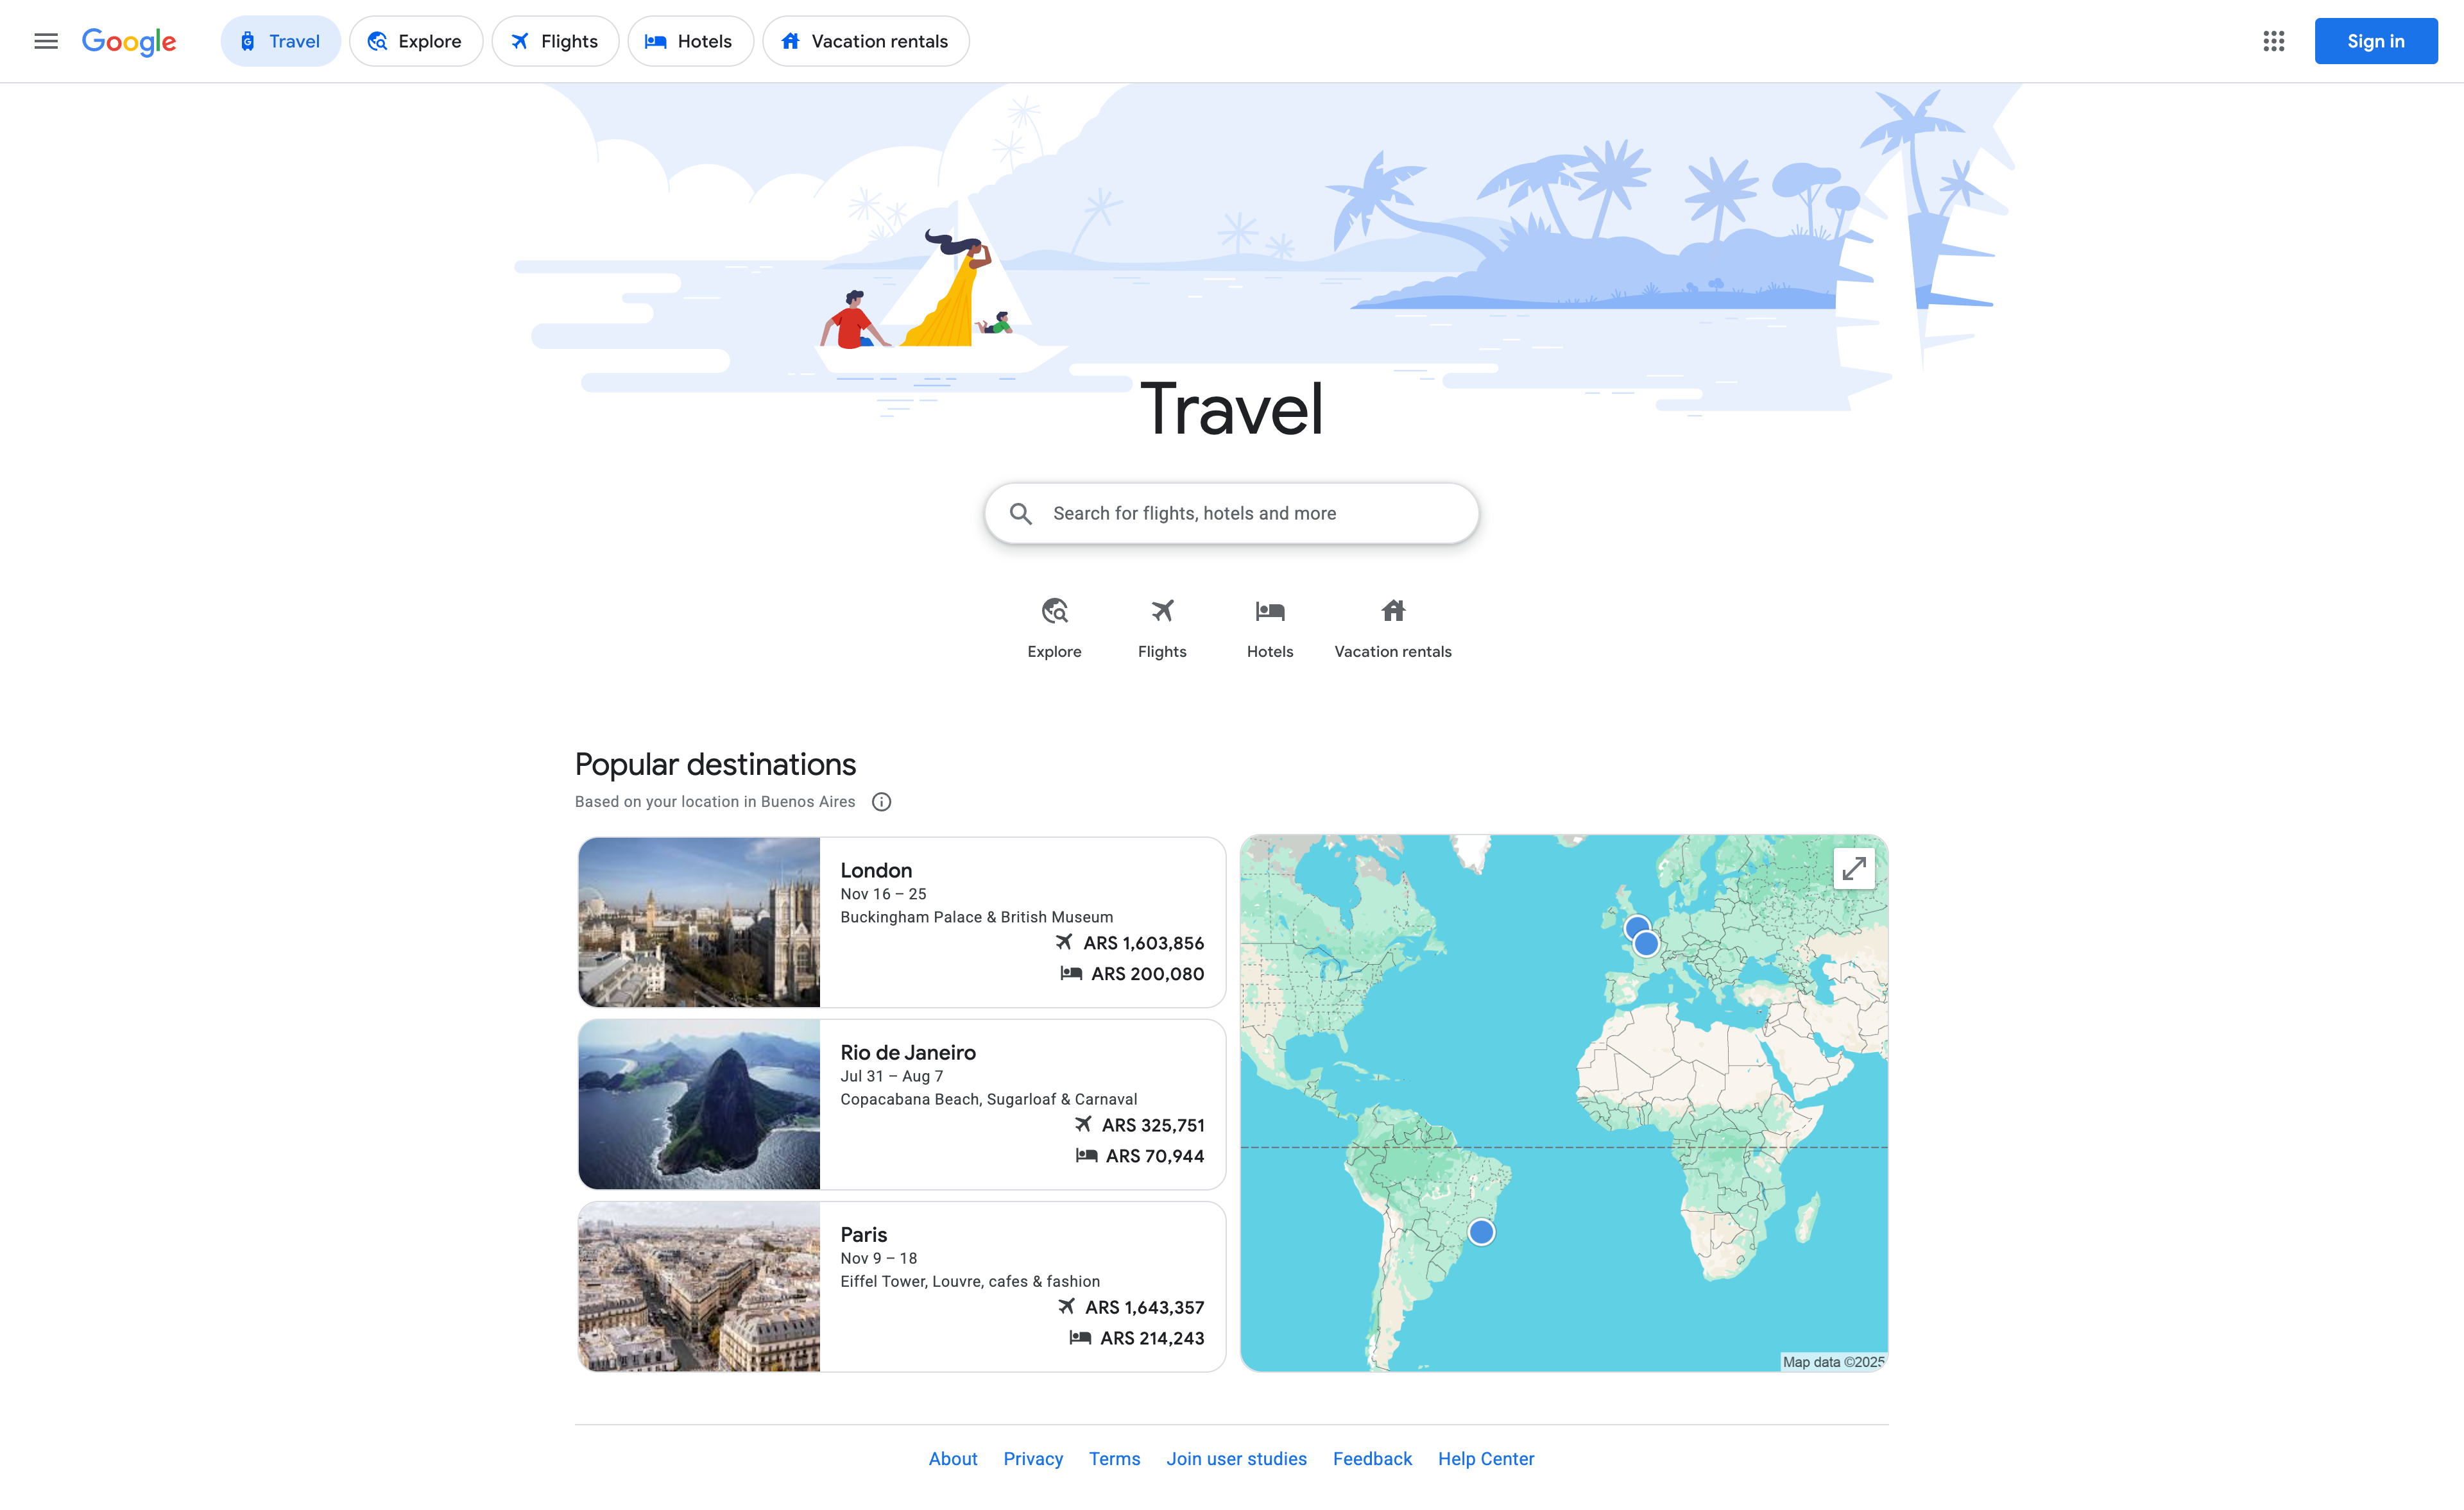 Google
Travel
Explore
Flights
Hotels
Vacation rentals
Sign in
Travel
Search for flights, hotels and more
Explore
Flights
Hotels
Vacation rentals
Popular destinations
Based on your location in Buenos Aires
London
Nov 16 – 25
Buckingham Palace & British Museum
ARS 1,603,856
ARS 200,080
Rio de Janeiro
Jul 31 – Aug 7
Copacabana Beach, Sugarloaf & Carnaval
ARS 325,751
ARS 70,944
Paris
Nov 9 – 18
Eiffel Tower, Louvre, cafes & fashion
ARS 1,643,357
ARS 214,243
Map data ©2025
About Privacy Terms Join user studies Feedback Help Center